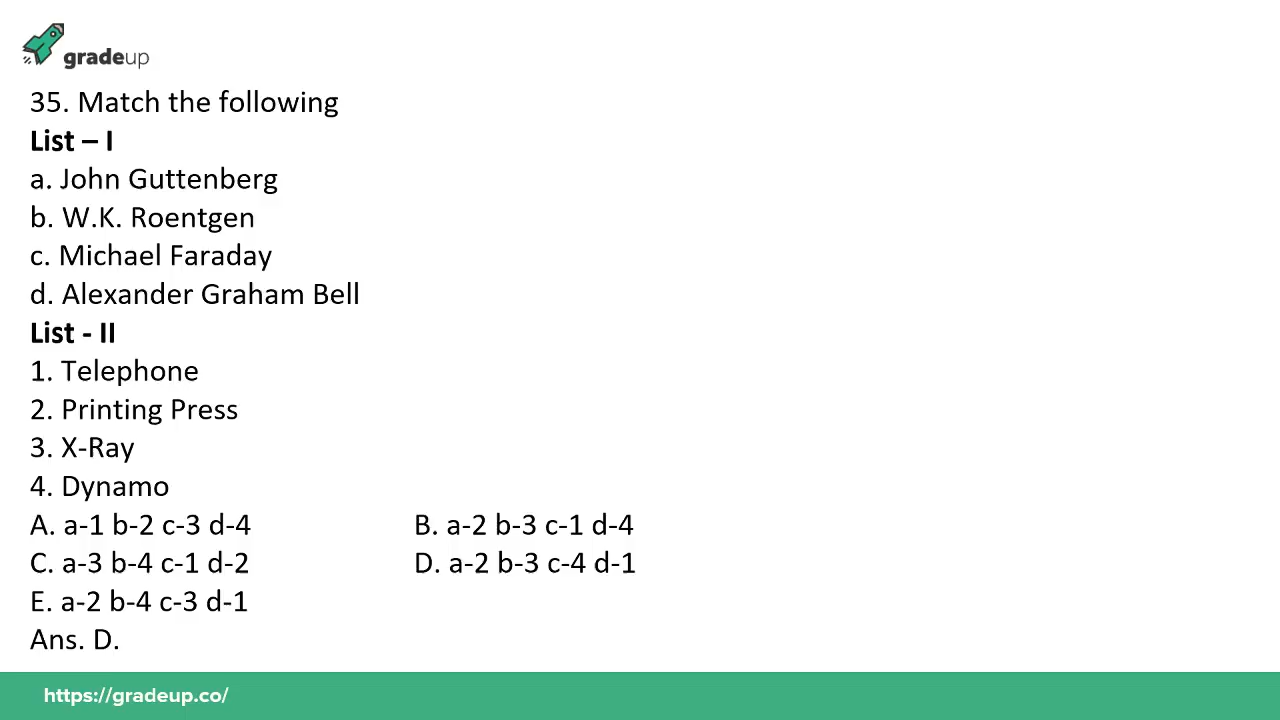 gradeup
35. Match the following
List – I
a. John Guttenberg
b. W.K. Roentgen
c. Michael Faraday
d. Alexander Graham Bell
List - II
1. Telephone
2. Printing Press
3. X-Ray
4. Dynamo
A. a-1 b-2 c-3 d-4 B. a-2 b-3 c-1 d-4
C. a-3 b-4 c-1 d-2 D. a-2 b-3 c-4 d-1
E. a-2 b-4 c-3 d-1
Ans. D.
https://gradeup.co/